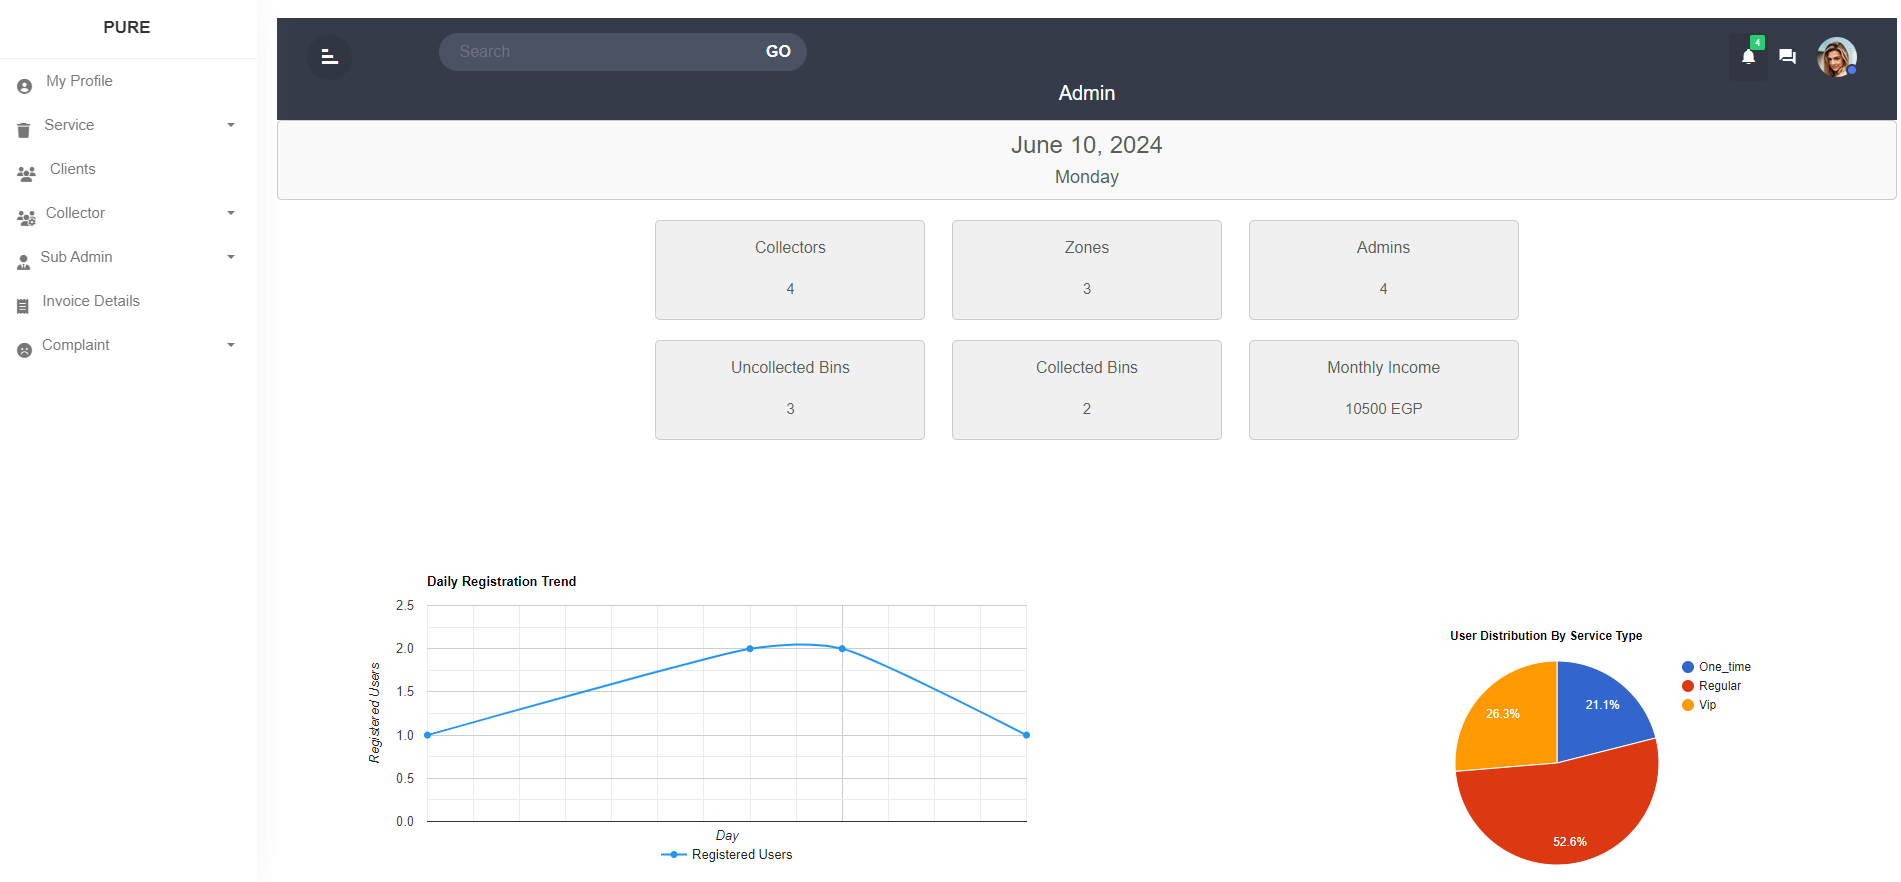 PURE
My Profile
Service
Clients
Collector
Sub Admin
Invoice Details
Complaint
Search
GO
4
Admin
June 10, 2024
Monday
Collectors
4
Zones
3
Admins
4
Uncollected Bins
3
Collected Bins
2
Monthly Income
10500 EGP
Daily Registration Trend
2.5
2.0
1.5
1.0
0.5
0.0
Registered Users
Day
Registered Users
User Distribution By Service Type
21.1%
26.3%
52.6%
One_time
Regular
Vip